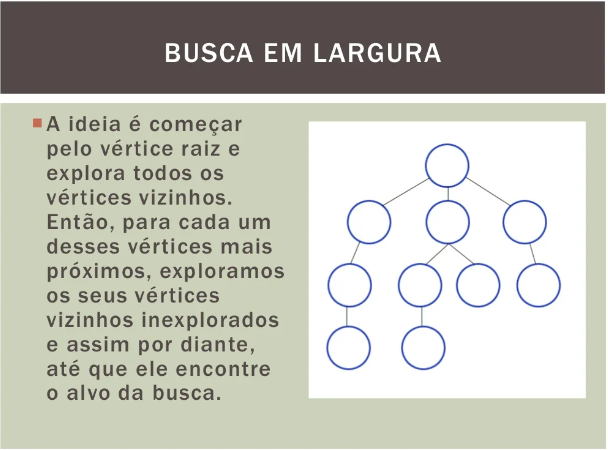 BUSCA EM LARGURA
A ideia é começar
pelo vértice raiz e
explora todos os
vértices vizinhos.
Então, para cada um
desses vértices mais
próximos, exploramos
os seus vértices
vizinhos inexplorados
e assim por diante,
até que ele encontre
o alvo da busca.